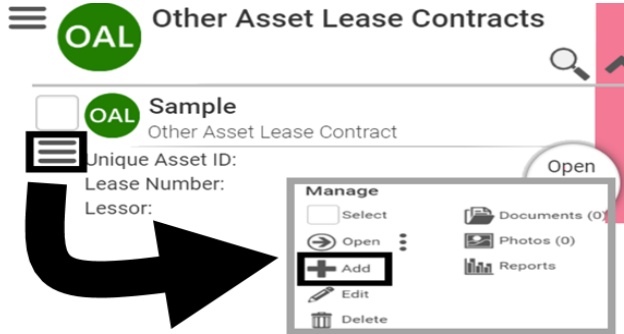 OAL Other Asset Lease Contracts
OAL Sample
Other Asset Lease Contract
Unique Asset ID:
Lease Number:
Lessor:
Open
Manage
Select Documents (0)
Open Photos (0)
Add Reports
Edit
Delete